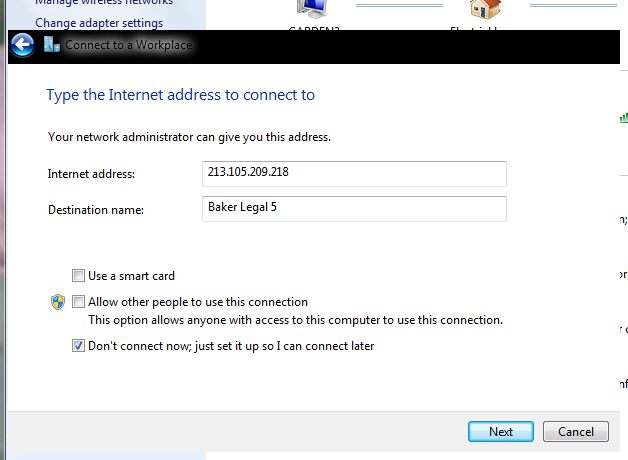 Manage wireless networks
Change adapter settings
Connect to a Workplace
Type the Internet address to connect to
Your network administrator can give you this address.
Internet address:
213.105.209.218
Destination name:
Baker Legal 5
Use a smart card
Allow other people to use this connection
This option allows anyone with access to this computer to use this connection.
Don't connect now; just set it up so I can connect later
Next
Cancel